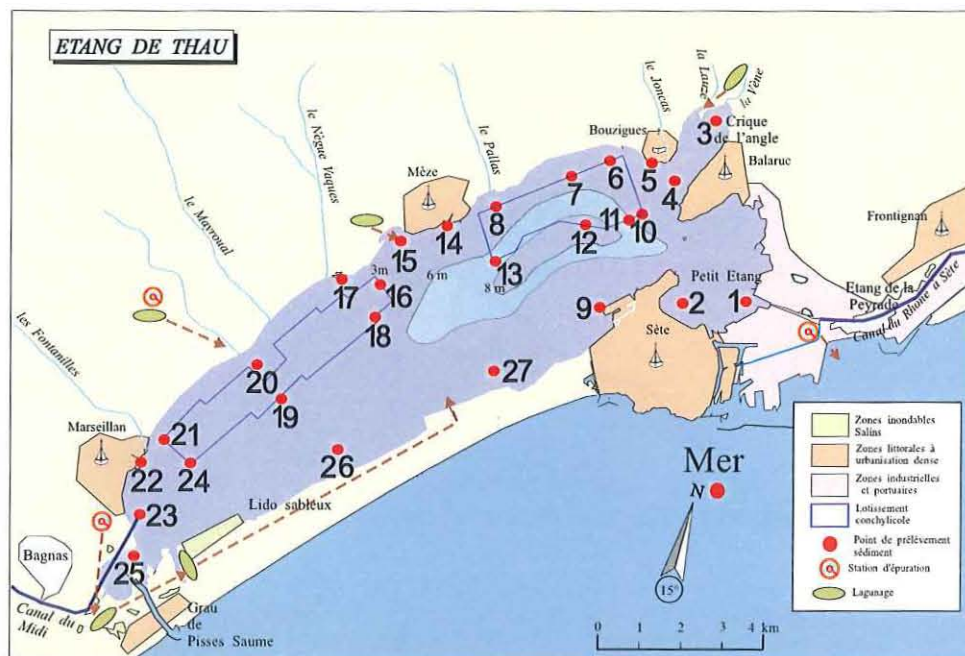 ETANG DE THAU
la Lauze
la Vène
le Joncas
3
Crique
de l'angle
Bouzigues
Balaruc
le Pallas
le Nègue Vaques
Mèze
6
5
7
4
8
Frontignan
le Mayroual
14
11
10
12
15
13
3m
6 m
8 m
17
16
Petit Etang
Etang de la
Peyrade
Canal du Rhone à Sète
9
2
1
18
les Fontanilles
Sète
20
27
19
Marseillan
21
26
22
24
Mer
N
23
Lido sableux
15°
Bagnas
25
Canal du
Midi
Grau
de
Pisses Saume
0 1 2 4 km
Zones inondables
Salins
Zones littorales à
urbanisation dense
Zones industrielles
et portuaires
Lotissement
conchylicole
Point de prélèvement
sédiment
Station d'épuration
Lagunage